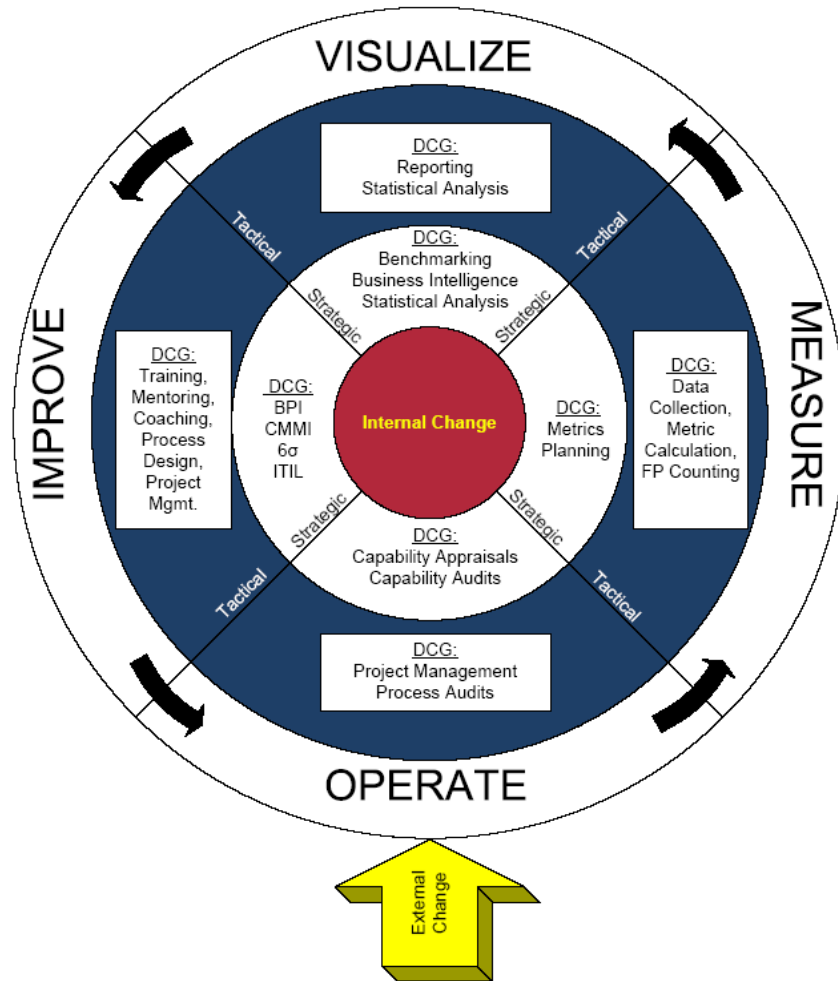 VISUALIZE
DCG:
Reporting
Statistical Analysis
Tactical
Tactical
DCG:
Benchmarking
Business Intelligence
Statistical Analysis
Strategic
Strategic
IMPROVE
DCG:
Training,
Mentoring,
Coaching,
Process
Design,
Project
Mgmt.
DCG:
BPI
CMMI
6σ
ITIL
Internal Change
DCG:
Metrics
Planning
DCG:
Data
Collection,
Metric
Calculation,
FP Counting
MEASURE
Strategic
Strategic
DCG:
Capability Appraisals
Capability Audits
Tactical
Tactical
DCG:
Project Management
Process Audits
OPERATE
External
Change